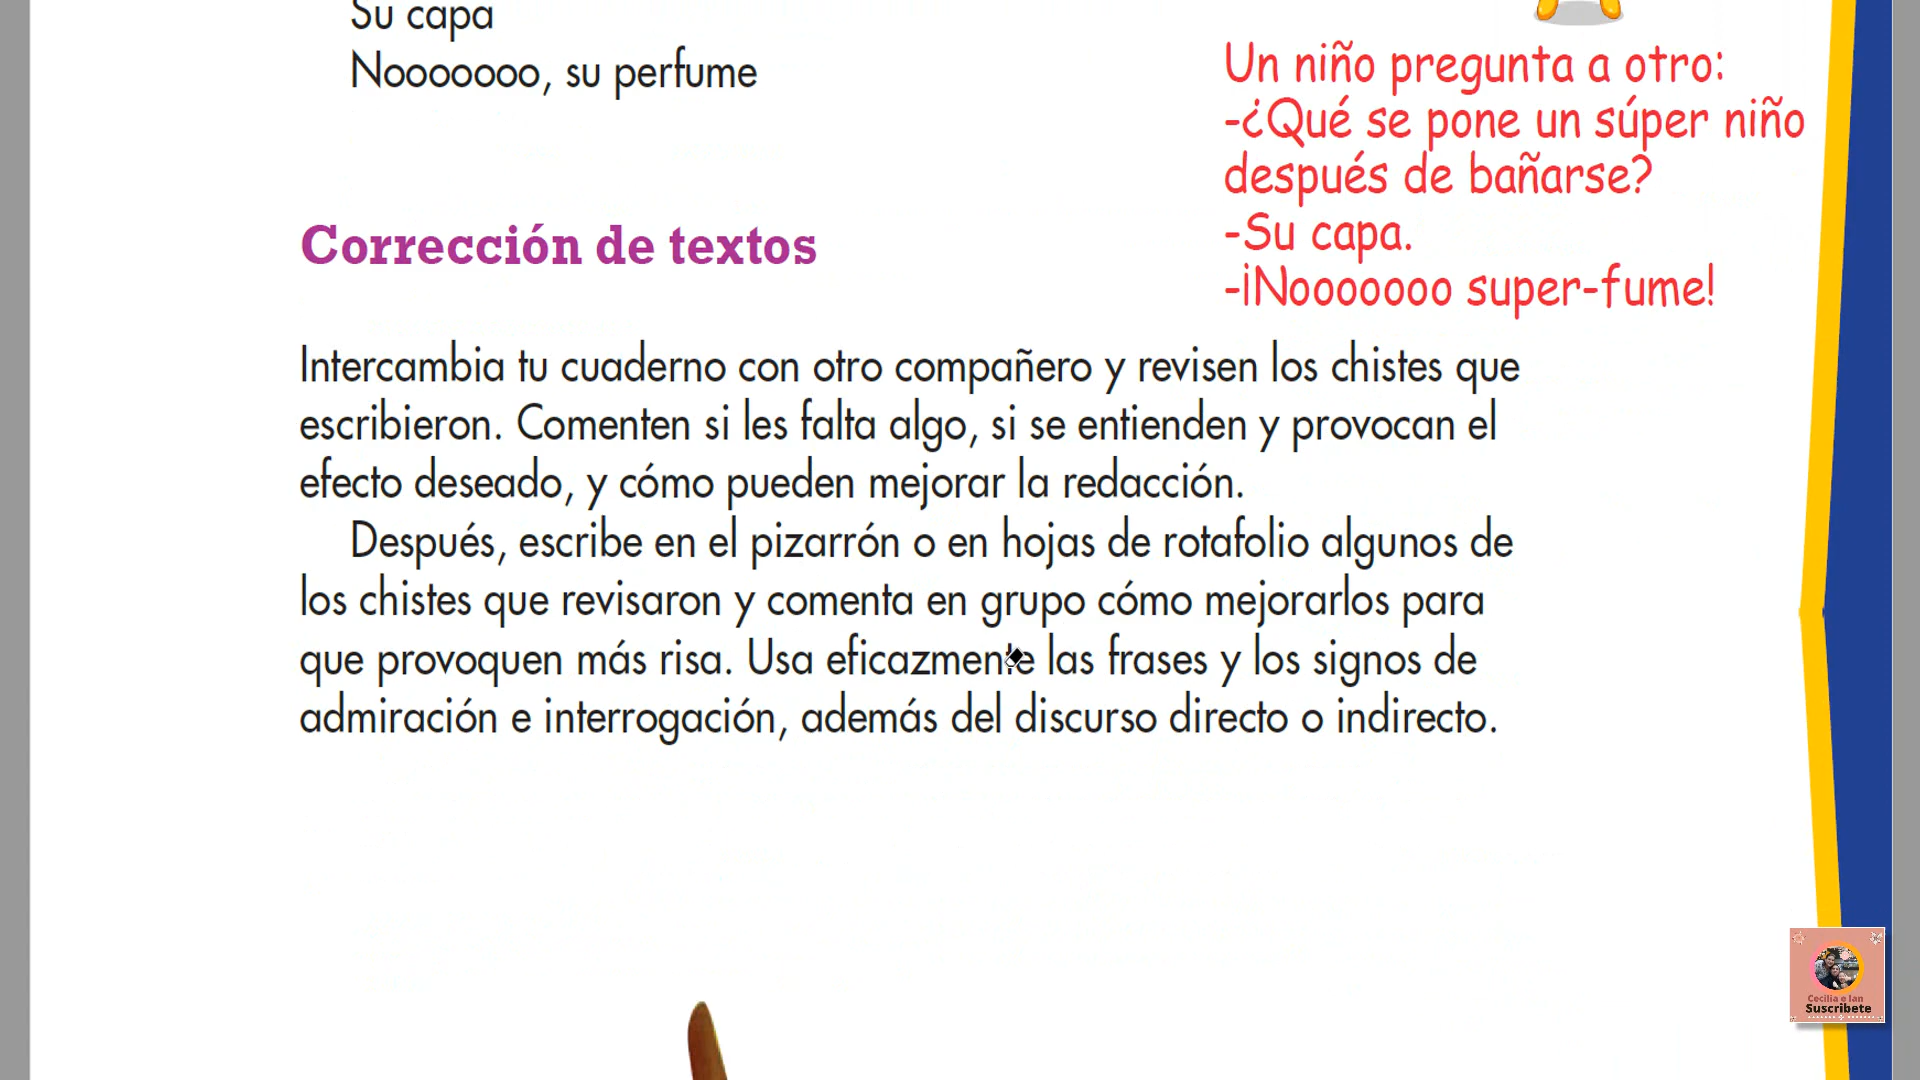 Su capa
Nooooooo, su perfume
Un niño pregunta a otro:
-¿Qué se pone un súper niño
después de bañarse?
-Su capa.
-¡Nooooooo super-fume!
Corrección de textos
Intercambia tu cuaderno con otro compañero y revisen los chistes que
escribieron. Comenten si les falta algo, si se entienden y provocan el
efecto deseado, y cómo pueden mejorar la redacción.
Después, escribe en el pizarrón o en hojas de rotafolio algunos de
los chistes que revisaron y comenta en grupo cómo mejorarlos para
que provoquen más risa. Usa eficazmente las frases y los signos de
admiración e interrogación, además del discurso directo o indirecto.
Cecilia e Ian
Suscribete